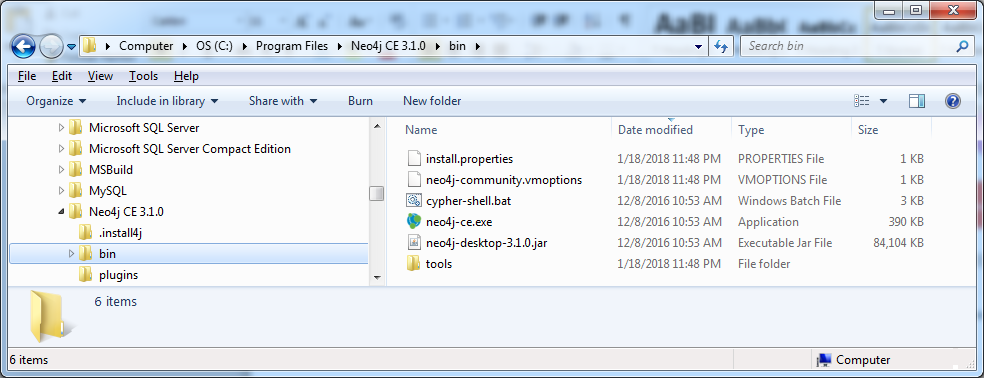 AaBl AaBbC AaBbCc
Computer OS (C:) Program Files Neo4j CE 3.1.0 bin Search bin
File Edit View Tools Help
Organize Include in library Share with Burn New folder
Name Date modified Type Size
Microsoft SQL Server
Microsoft SQL Server Compact Edition
MSBuild
MySQL
Neo4j CE 3.1.0
.install4j
bin
plugins
install.properties 1/18/2018 11:48 PM PROPERTIES File 1 KB
neo4j-community.vmoptions 1/18/2018 11:48 PM VMOPTIONS File 1 KB
cypher-shell.bat 12/8/2016 10:53 AM Windows Batch File 3 KB
neo4j-ce.exe 12/8/2016 10:53 AM Application 390 KB
neo4j-desktop-3.1.0.jar 12/8/2016 10:53 AM Executable Jar File 84,104 KB
tools 1/18/2018 11:48 PM File folder
6 items
6 items Computer